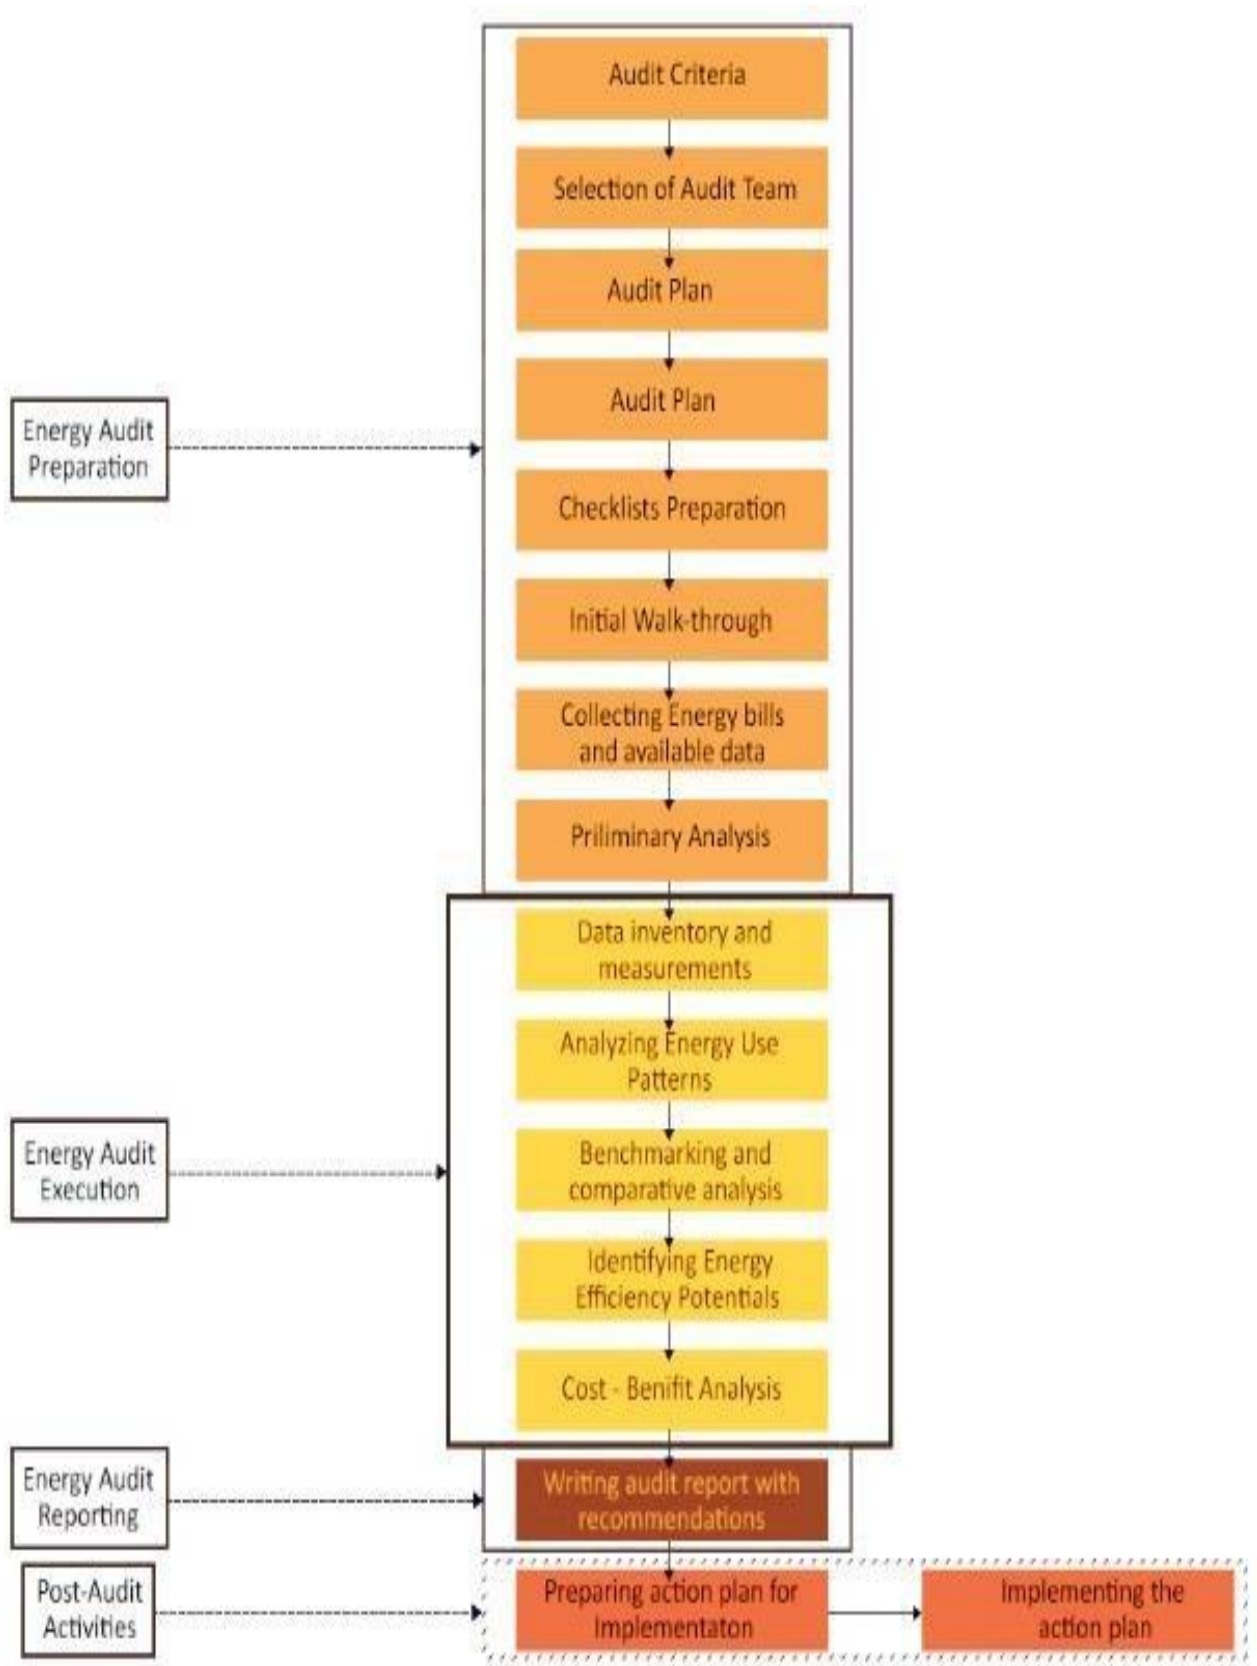 Audit Criteria
Selection of Audit Team
Audit Plan
Audit Plan
Energy Audit
Preparation
Checklists Preparation
Initial Walk-through
Collecting Energy bills
and available data
Priliminary Analysis
Data inventory and
measurements
Analyzing Energy Use
Patterns
Energy Audit
Execution
Benchmarking and
comparative analysis
Identifying Energy
Efficiency Potentials
Cost - Benifit Analysis
Energy Audit
Reporting
Writing audit report with
recommendations
Post-Audit
Activities
Preparing action plan for
Implementaton
Implementing the
action plan